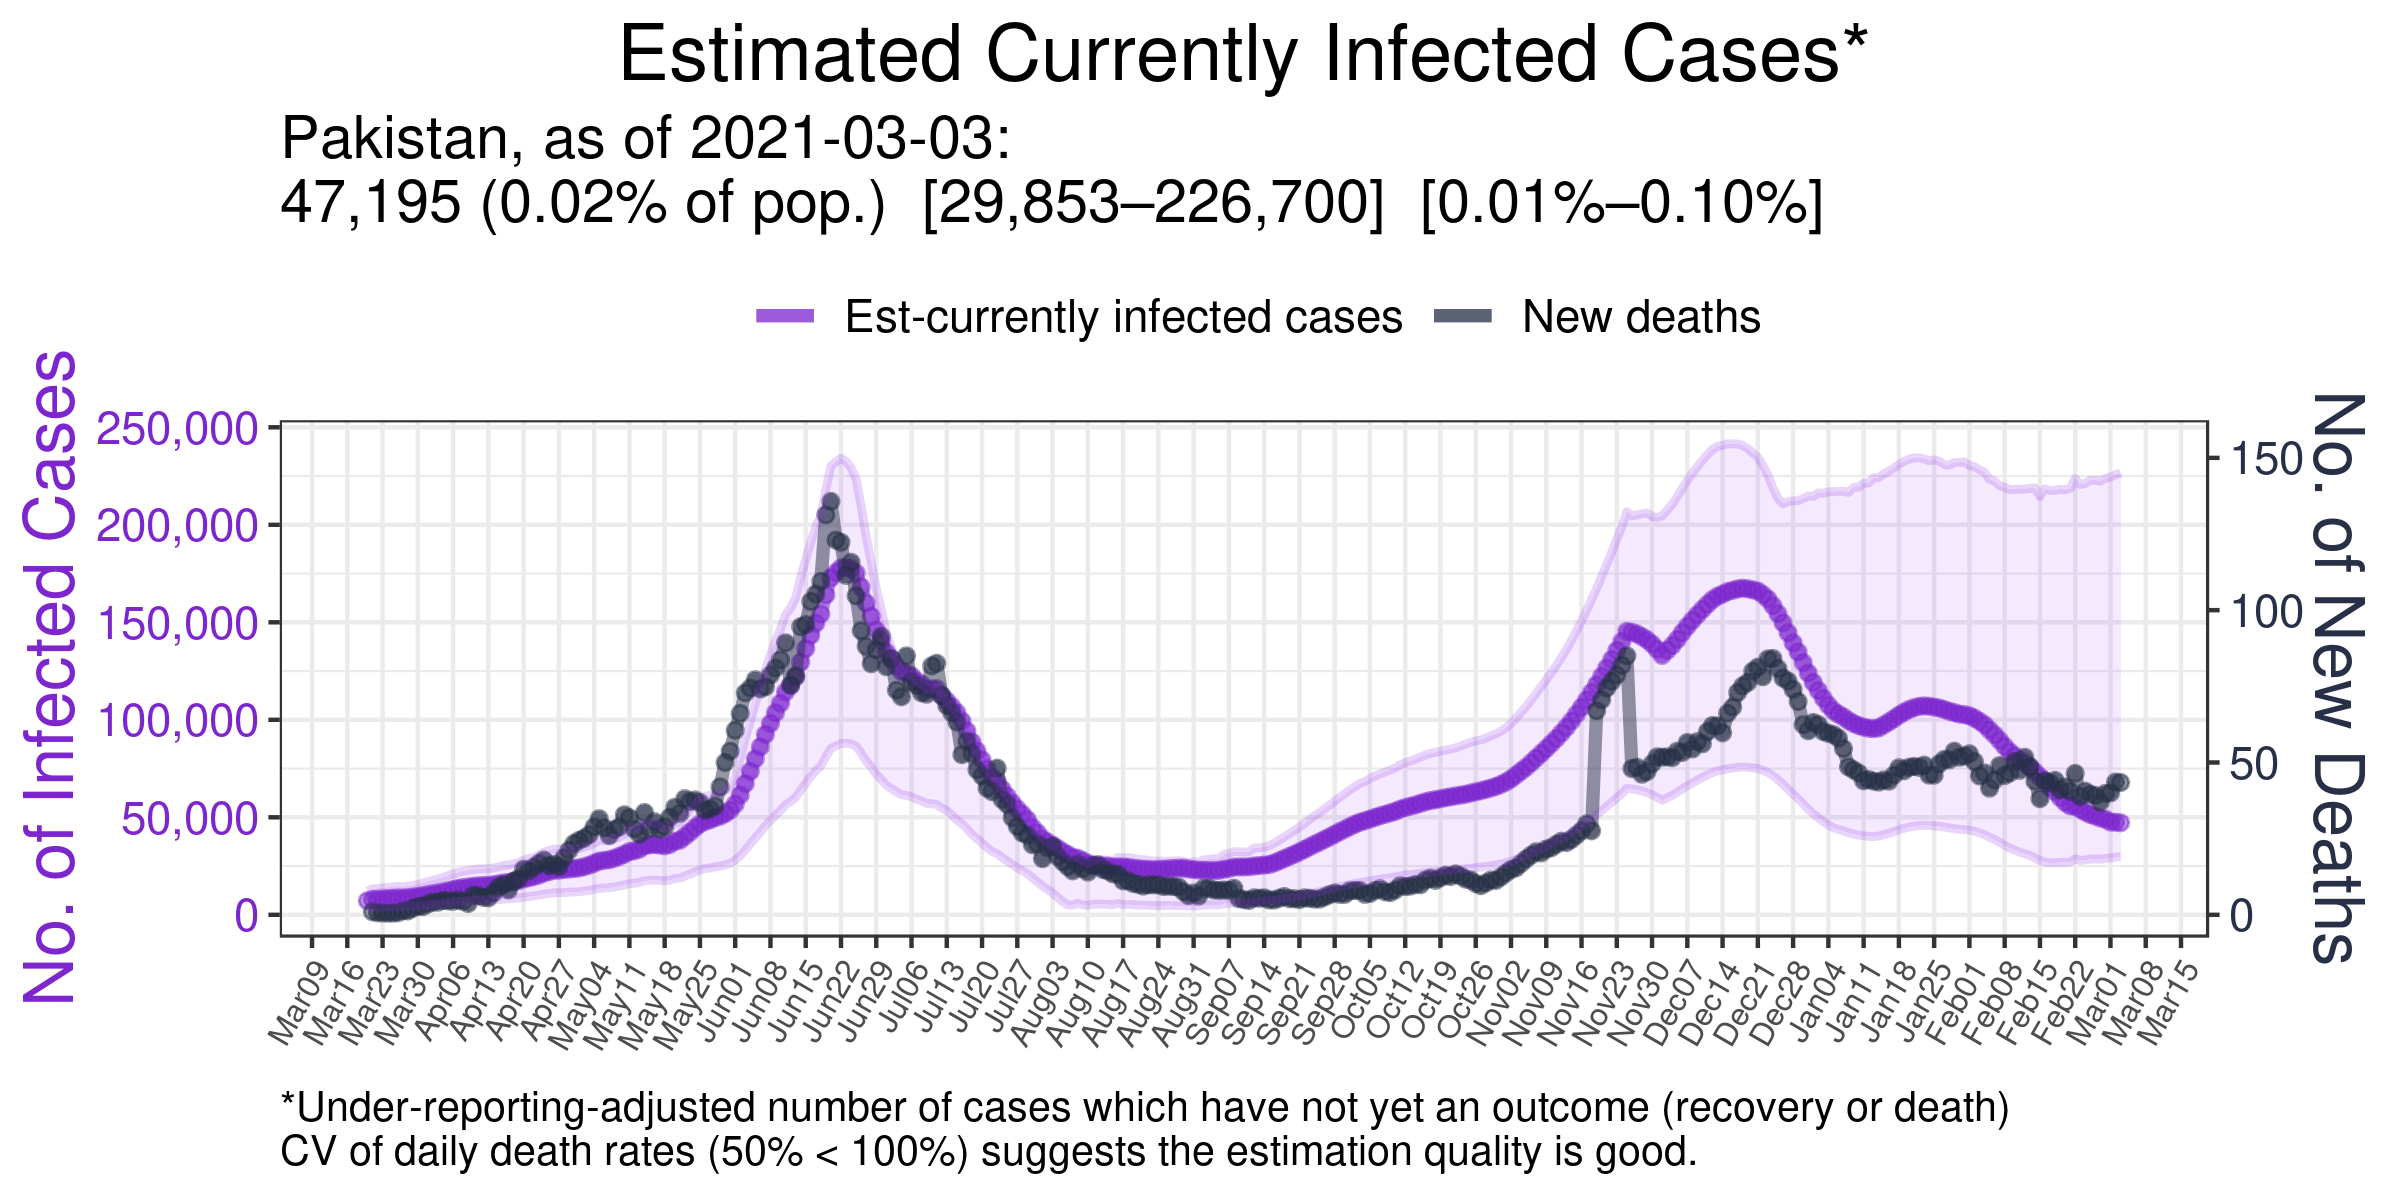 Estimated Currently Infected Cases*
Pakistan, as of 2021-03-03:
47,195 (0.02% of pop.)  [29,853–226,700]  [0.01%–0.10%]
Est-currently infected cases
New deaths
No. of Infected Cases
250,000
200,000
150,000
100,000
50,000
0
150
100
50
0
No. of New Deaths
Mar09
Mar16
Mar23
Mar30
Apr06
Apr13
Apr20
Apr27
May04
May11
May18
May25
Jun01
Jun08
Jun15
Jun22
Jun29
Jul06
Jul13
Jul20
Jul27
Aug03
Aug10
Aug17
Aug24
Aug31
Sep07
Sep14
Sep21
Sep28
Oct05
Oct12
Oct19
Oct26
Nov02
Nov09
Nov16
Nov23
Nov30
Dec07
Dec14
Dec21
Dec28
Jan04
Jan11
Jan18
Jan25
Feb01
Feb08
Feb15
Feb22
Mar01
Mar08
Mar15
*Under-reporting-adjusted number of cases which have not yet an outcome (recovery or death)
CV of daily death rates (50% < 100%) suggests the estimation quality is good.